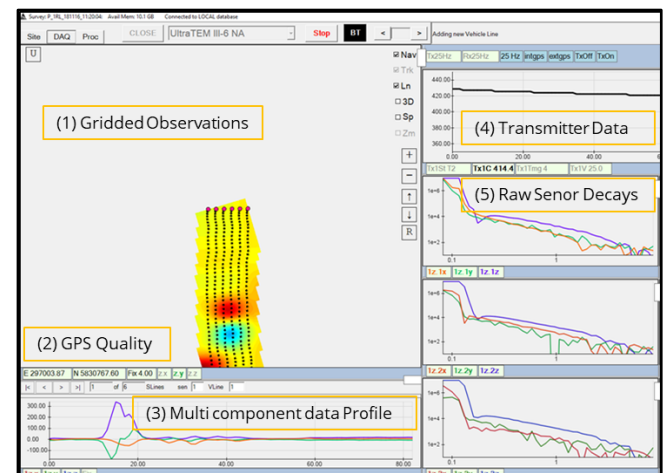 Survey: P_1RL_181116_112004: Avail Mem: 10.1 GB Connected to LOCAL database
Site DAQ Proc CLOSE UltraTEM III-6 NA Stop BT < > Adding new Vehicle Line
U
Nav
Trk
Ln
3D
Sp
Zm
+
−
↑
↓
R
(1) Gridded Observations
(2) GPS Quality
E 297003.87 N 5830767.60 Fix 4.00 z.x z.y z.z
|< < > >| 1 of 6 SLines sen 1 VLine 1
300.00
200.00
100.00
0.00
-100.00
(3) Multi component data Profile
0.00 20.00 40.00 60.00 80.00
Tx25Hz Rx25Hz 25 Hz intgps extgps TxOff TxOn
440.00
420.00
400.00
380.00
360.00
(4) Transmitter Data
0.00 20.00 40.00
Tx1St T2 Tx1C 414.4 Tx1Tmg 4 Tx1V 25.0
(5) Raw Senor Decays
1e+6
1e+4
1e+2
0.1 1
1z.1x 1z.1y 1z.1z
1e+6
1e+4
1e+2
0.1 1
1z.2x 1z.2y 1z.2z
1e+6
1e+4
1e+2
0.1 1